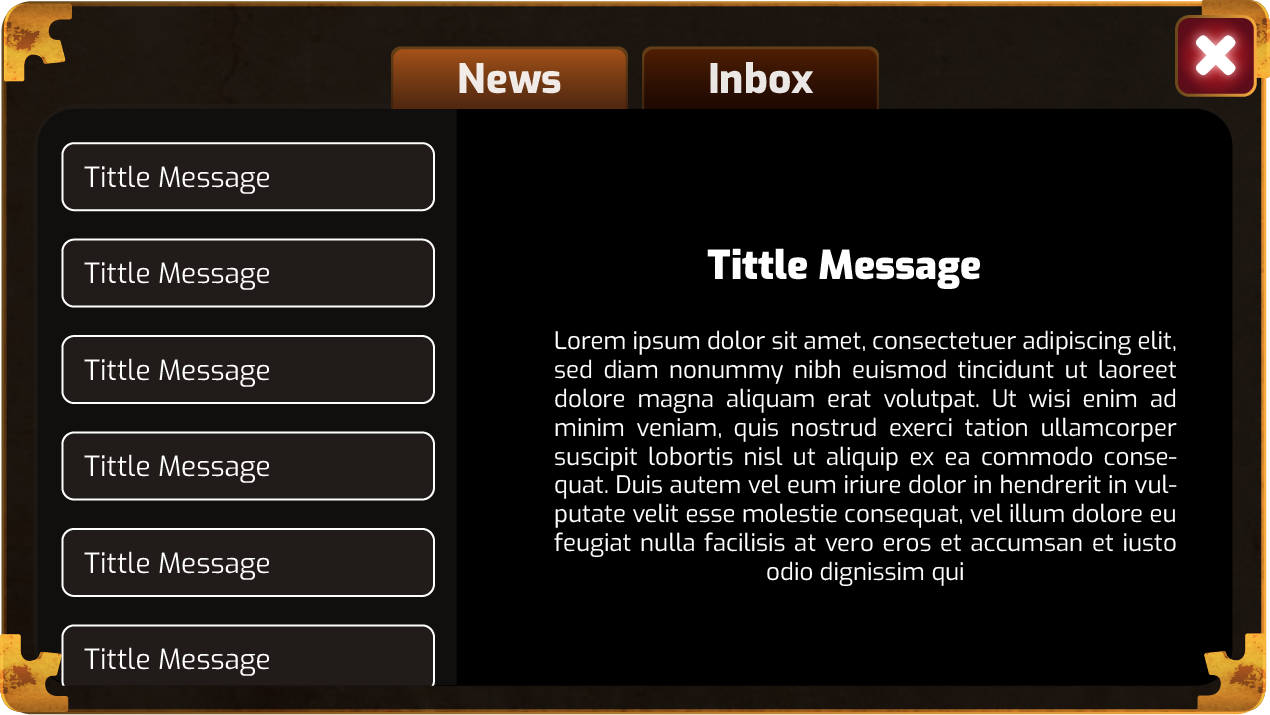 News
Inbox
Tittle Message
Tittle Message
Tittle Message
Tittle Message
Tittle Message
Tittle Message
Tittle Message
Lorem ipsum dolor sit amet, consectetuer adipiscing elit,
sed diam nonummy nibh euismod tincidunt ut laoreet
dolore magna aliquam erat volutpat. Ut wisi enim ad
minim veniam, quis nostrud exerci tation ullamcorper
suscipit lobortis nisl ut aliquip ex ea commodo conse-
quat. Duis autem vel eum iriure dolor in hendrerit in vul-
putate velit esse molestie consequat, vel illum dolore eu
feugiat nulla facilisis at vero eros et accumsan et iusto
odio dignissim qui